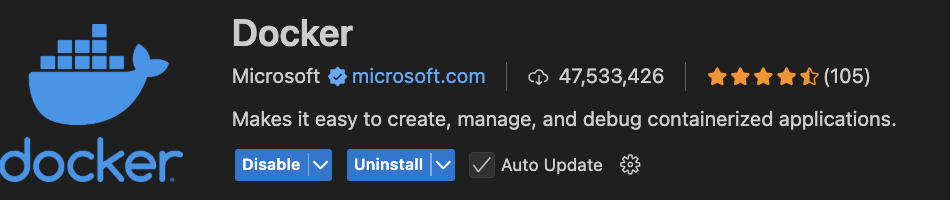 Docker
Microsoft microsoft.com 47,533,426 (105)
Makes it easy to create, manage, and debug containerized applications.
docker
Disable Uninstall Auto Update